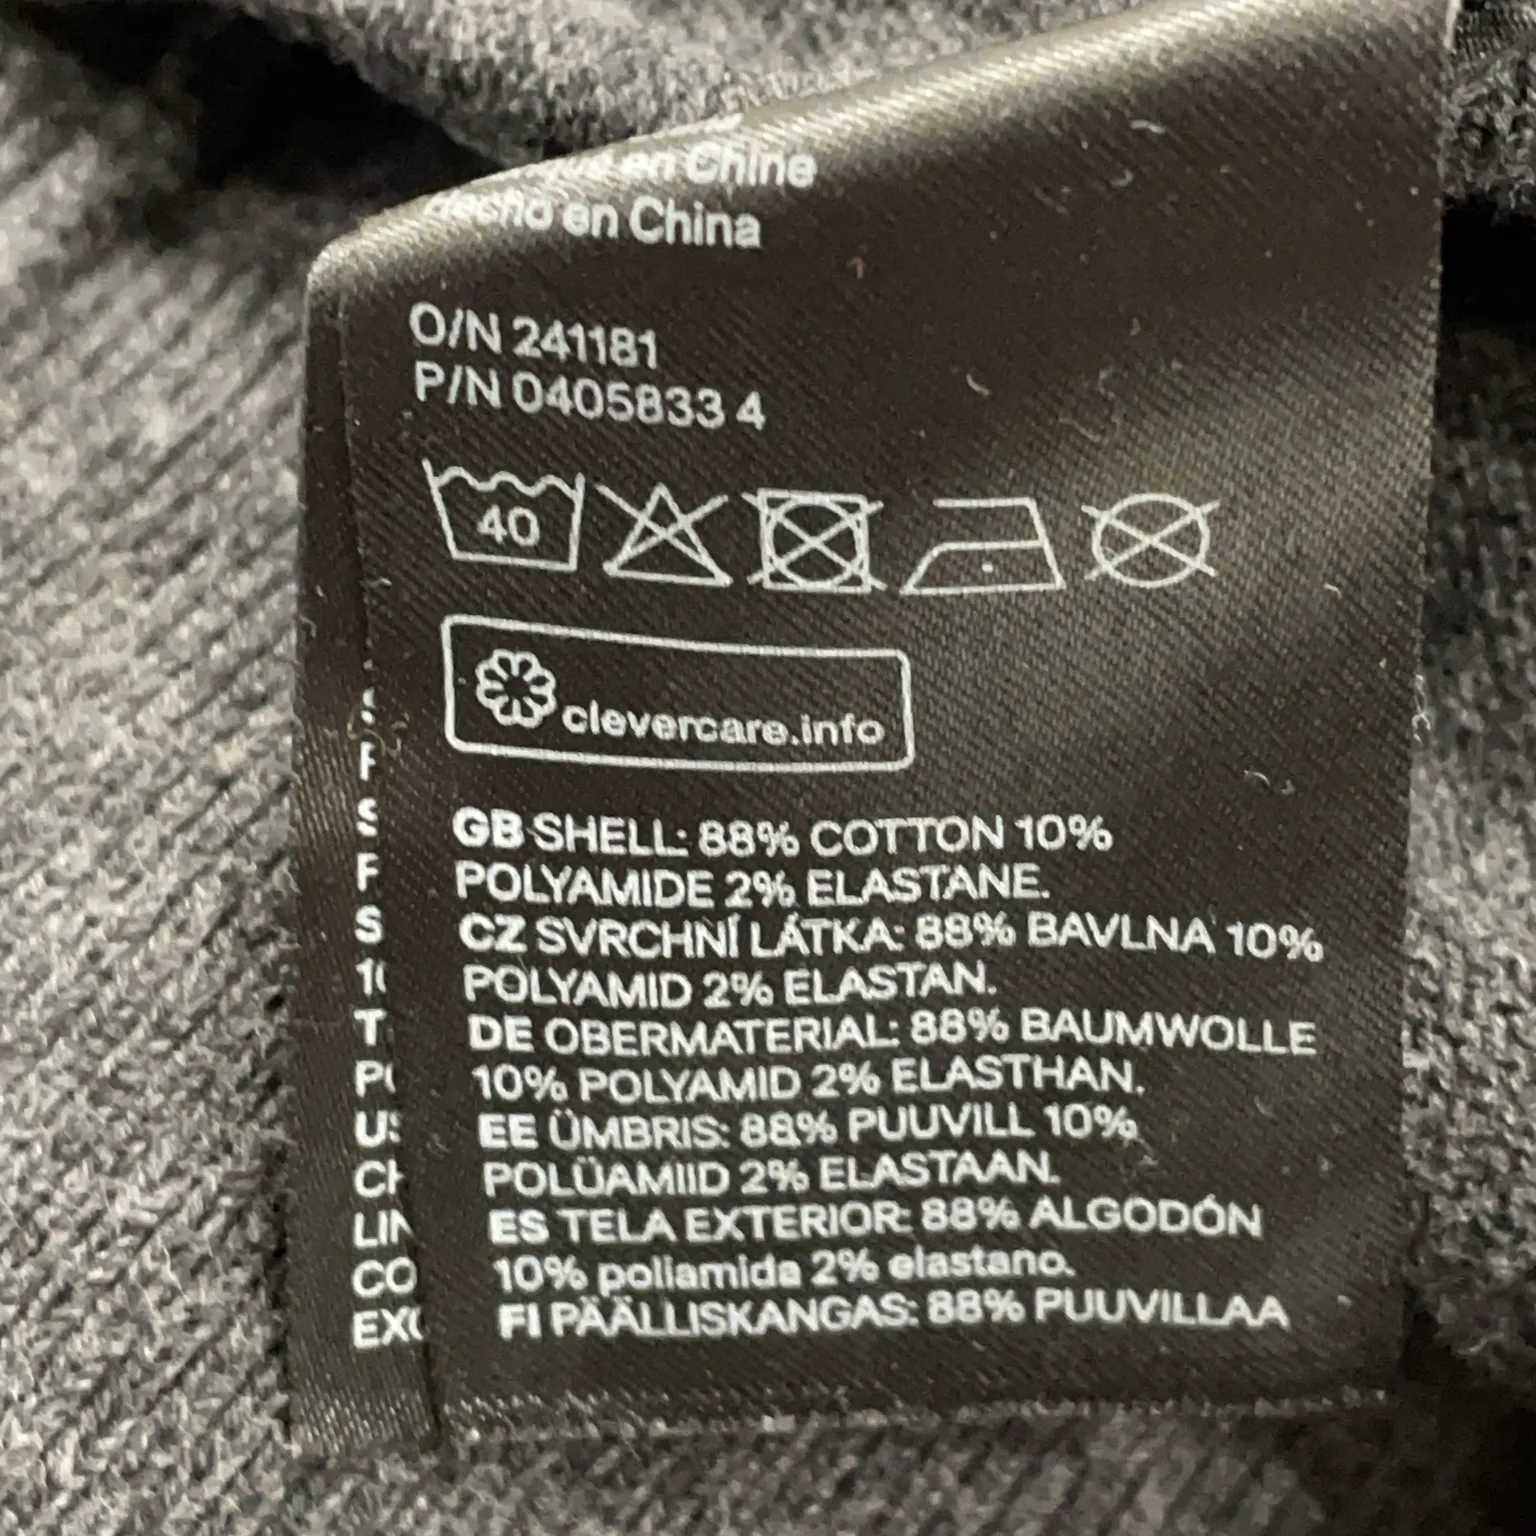 en Chine
Hecho en China
O/N 241181
P/N 0405833 4
40
clevercare.info
GB SHELL: 88% COTTON 10%
POLYAMIDE 2% ELASTANE.
CZ SVRCHNÍ LÁTKA: 88% BAVLNA 10%
POLYAMID 2% ELASTAN.
DE OBERMATERIAL: 88% BAUMWOLLE
10% POLYAMID 2% ELASTHAN.
EE ÜMBRIS: 88% PUUVILL 10%
POLÜAMIID 2% ELASTAAN.
ES TELA EXTERIOR: 88% ALGODÓN
10% poliamida 2% elastano.
FI PÄÄLLISKANGAS: 88% PUUVILLAA